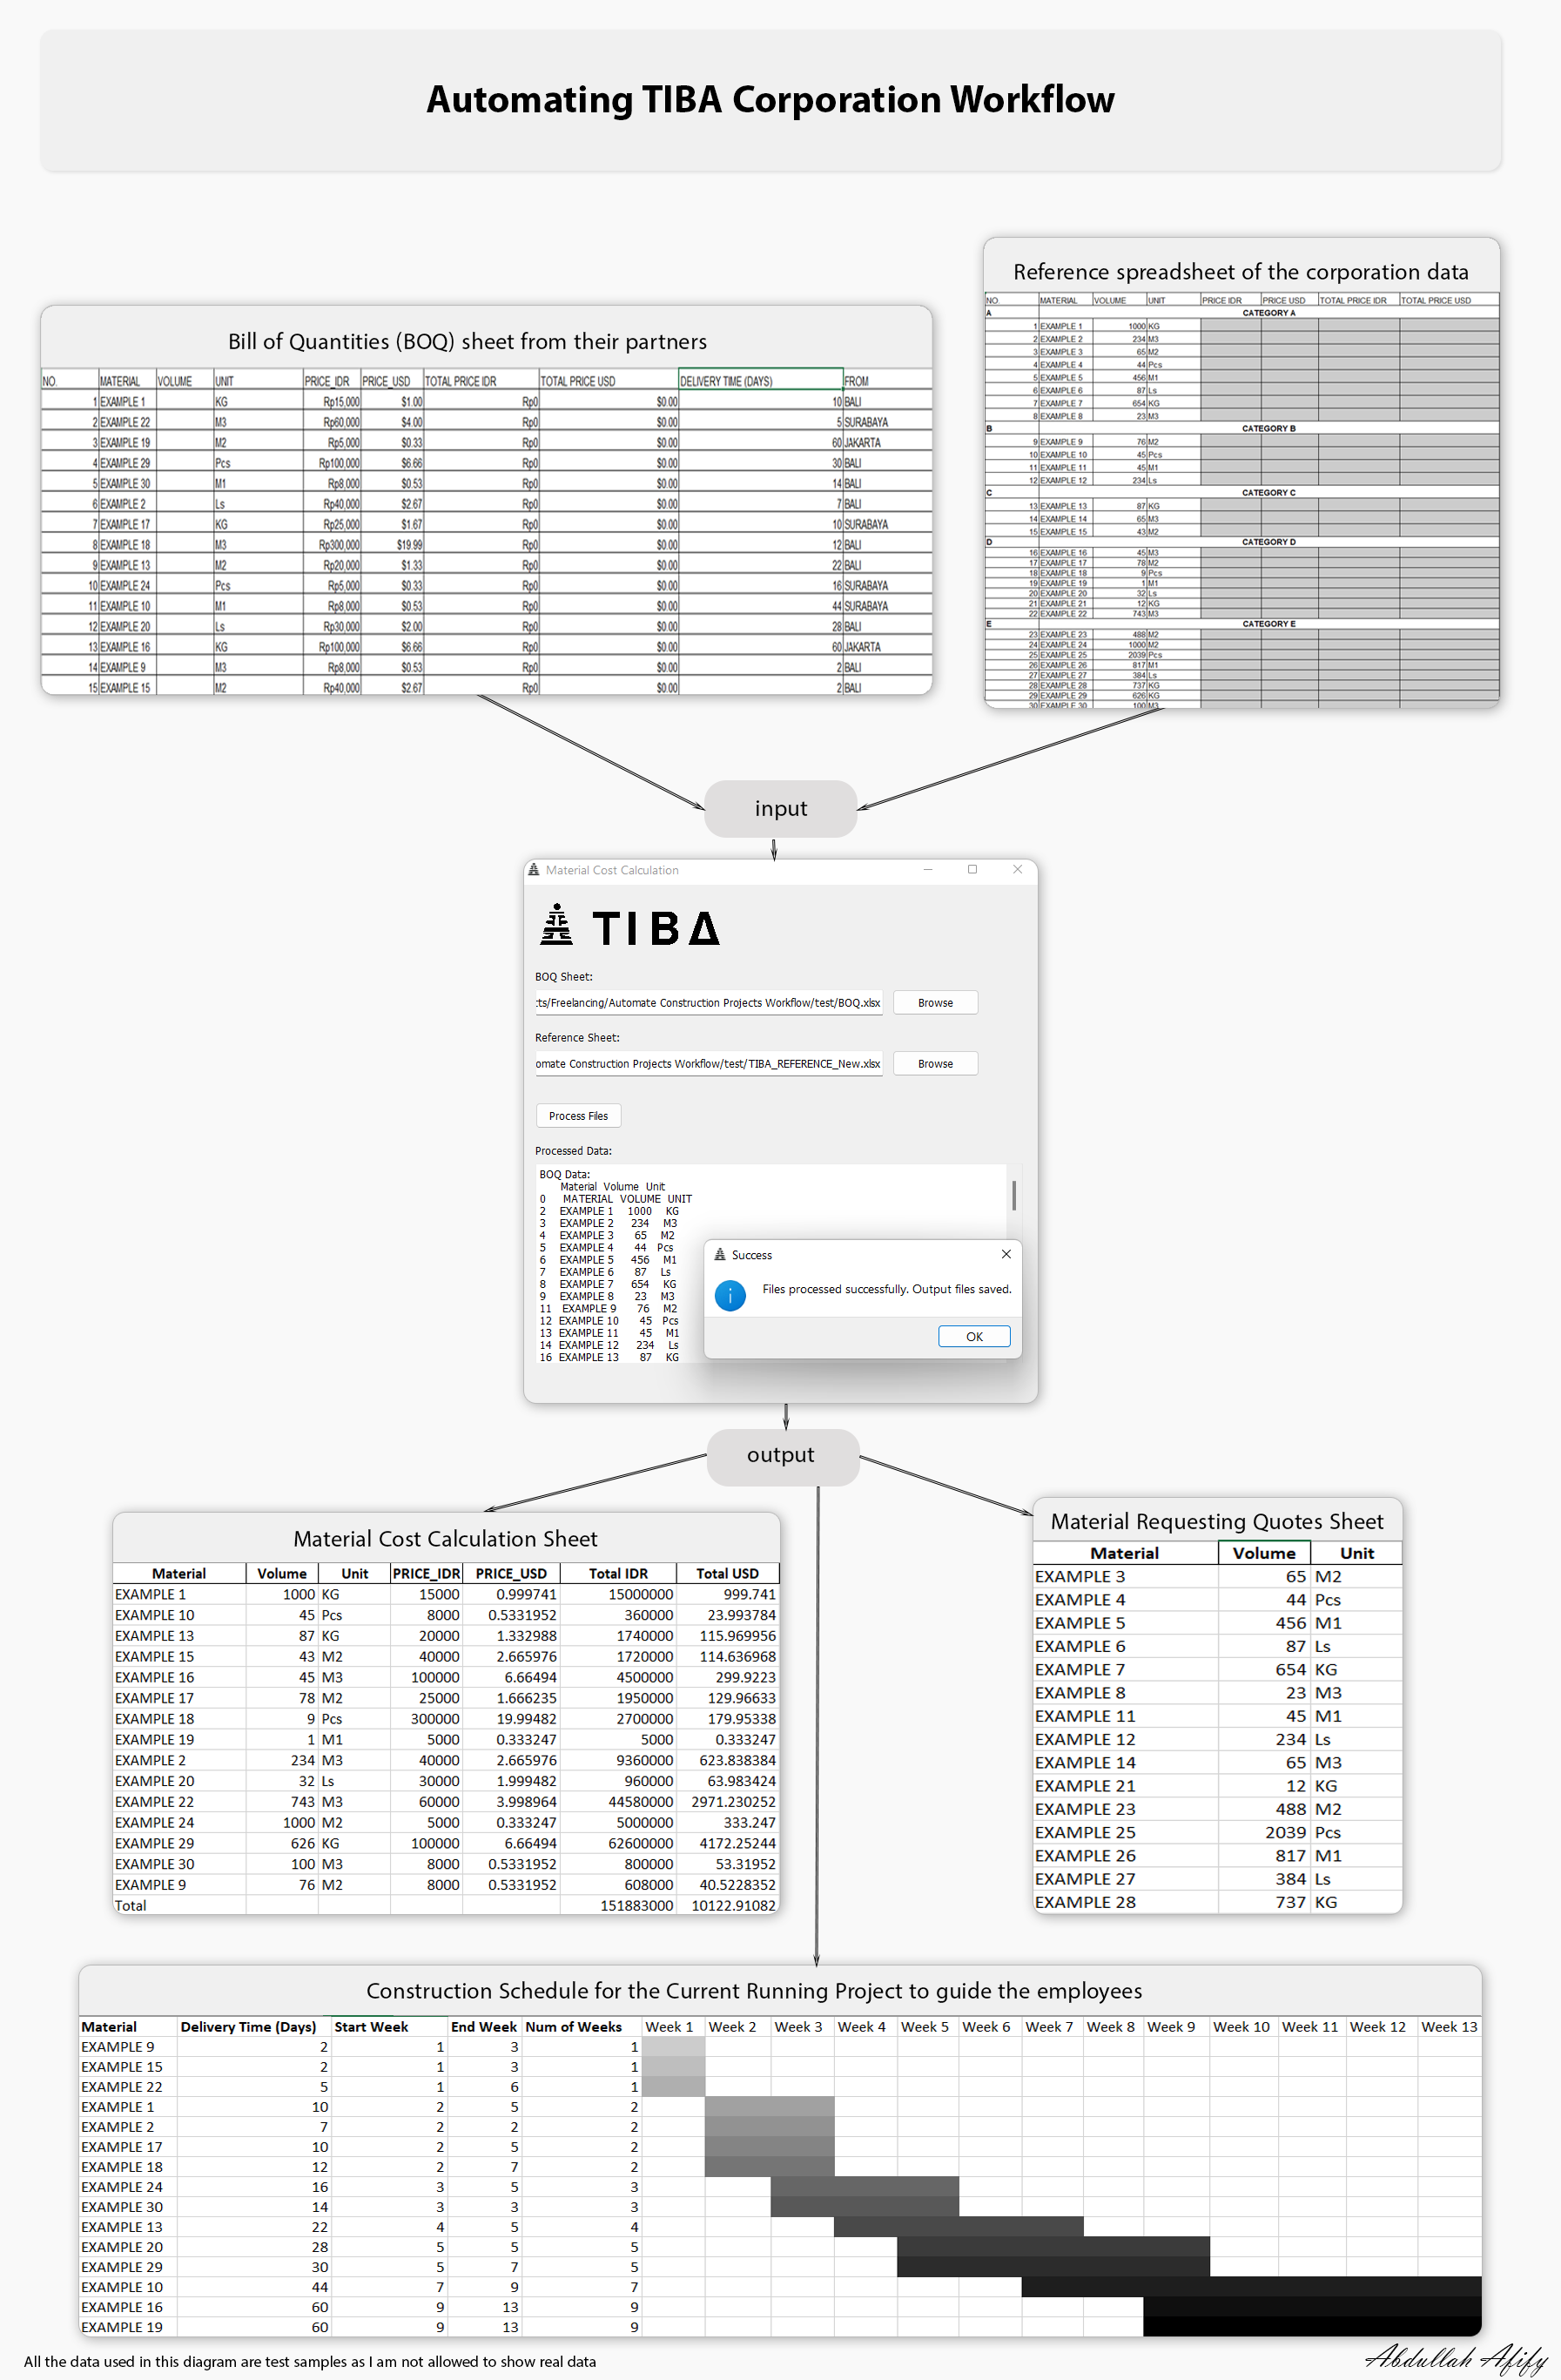 Automating TIBA Corporation Workflow
Bill of Quantities (BOQ) sheet from their partners
NO. MATERIAL VOLUME UNIT PRICE_IDR PRICE_USD TOTAL PRICE IDR TOTAL PRICE USD DELIVERY TIME (DAYS) FROM
1 EXAMPLE 1 KG Rp15,000 $1.00 Rp0 $0.00 10 BALI
2 EXAMPLE 22 M3 Rp60,000 $4.00 Rp0 $0.00 5 SURABAYA
3 EXAMPLE 19 M2 Rp5,000 $0.33 Rp0 $0.00 60 JAKARTA
4 EXAMPLE 29 Pcs Rp100,000 $6.66 Rp0 $0.00 30 BALI
5 EXAMPLE 30 M1 Rp8,000 $0.53 Rp0 $0.00 14 BALI
6 EXAMPLE 2 Ls Rp40,000 $2.67 Rp0 $0.00 7 BALI
7 EXAMPLE 17 KG Rp25,000 $1.67 Rp0 $0.00 10 SURABAYA
8 EXAMPLE 18 M3 Rp300,000 $19.99 Rp0 $0.00 12 BALI
9 EXAMPLE 13 M2 Rp20,000 $1.33 Rp0 $0.00 22 BALI
10 EXAMPLE 24 Pcs Rp5,000 $0.33 Rp0 $0.00 16 SURABAYA
11 EXAMPLE 10 M1 Rp8,000 $0.53 Rp0 $0.00 44 SURABAYA
12 EXAMPLE 20 Ls Rp30,000 $2.00 Rp0 $0.00 28 BALI
13 EXAMPLE 16 KG Rp100,000 $6.66 Rp0 $0.00 60 JAKARTA
14 EXAMPLE 9 M3 Rp8,000 $0.53 Rp0 $0.00 2 BALI
15 EXAMPLE 15 M2 Rp40,000 $2.67 Rp0 $0.00 2 BALI
Reference spreadsheet of the corporation data
NO. MATERIAL VOLUME UNIT PRICE IDR PRICE USD TOTAL PRICE IDR TOTAL PRICE USD
A CATEGORY A
1 EXAMPLE 1 1000 KG
2 EXAMPLE 2 234 M3
3 EXAMPLE 3 65 M2
4 EXAMPLE 4 44 Pcs
5 EXAMPLE 5 456 M1
6 EXAMPLE 6 87 Ls
7 EXAMPLE 7 654 KG
8 EXAMPLE 8 23 M3
B CATEGORY B
9 EXAMPLE 9 76 M2
10 EXAMPLE 10 45 Pcs
11 EXAMPLE 11 45 M1
12 EXAMPLE 12 234 Ls
C CATEGORY C
13 EXAMPLE 13 87 KG
14 EXAMPLE 14 65 M3
15 EXAMPLE 15 43 M2
D CATEGORY D
16 EXAMPLE 16 45 M3
17 EXAMPLE 17 78 M2
18 EXAMPLE 18 9 Pcs
19 EXAMPLE 19 1 M1
20 EXAMPLE 20 32 Ls
21 EXAMPLE 21 12 KG
22 EXAMPLE 22 743 M3
E CATEGORY E
23 EXAMPLE 23 488 M2
24 EXAMPLE 24 1000 M2
25 EXAMPLE 25 2039 Pcs
26 EXAMPLE 26 817 M1
27 EXAMPLE 27 384 Ls
28 EXAMPLE 28 737 KG
29 EXAMPLE 29 626 KG
30 EXAMPLE 30 100 M3
input
Material Cost Calculation
TIBA
BOQ Sheet:
ts/Freelancing/Automate Construction Projects Workflow/test/BOQ.xlsx Browse
Reference Sheet:
omate Construction Projects Workflow/test/TIBA_REFERENCE_New.xlsx Browse
Process Files
Processed Data:
BOQ Data:
Material Volume Unit
0 MATERIAL VOLUME UNIT
2 EXAMPLE 1 1000 KG
3 EXAMPLE 2 234 M3
4 EXAMPLE 3 65 M2
5 EXAMPLE 4 44 Pcs
6 EXAMPLE 5 456 M1
7 EXAMPLE 6 87 Ls
8 EXAMPLE 7 654 KG
9 EXAMPLE 8 23 M3
11 EXAMPLE 9 76 M2
12 EXAMPLE 10 45 Pcs
13 EXAMPLE 11 45 M1
14 EXAMPLE 12 234 Ls
16 EXAMPLE 13 87 KG
Success
Files processed successfully. Output files saved.
OK
output
Material Cost Calculation Sheet
Material Volume Unit PRICE_IDR PRICE_USD Total IDR Total USD
EXAMPLE 1 1000 KG 15000 0.999741 15000000 999.741
EXAMPLE 10 45 Pcs 8000 0.5331952 360000 23.993784
EXAMPLE 13 87 KG 20000 1.332988 1740000 115.969956
EXAMPLE 15 43 M2 40000 2.665976 1720000 114.636968
EXAMPLE 16 45 M3 100000 6.66494 4500000 299.9223
EXAMPLE 17 78 M2 25000 1.666235 1950000 129.96633
EXAMPLE 18 9 Pcs 300000 19.99482 2700000 179.95338
EXAMPLE 19 1 M1 5000 0.333247 5000 0.333247
EXAMPLE 2 234 M3 40000 2.665976 9360000 623.838384
EXAMPLE 20 32 Ls 30000 1.999482 960000 63.983424
EXAMPLE 22 743 M3 60000 3.998964 44580000 2971.230252
EXAMPLE 24 1000 M2 5000 0.333247 5000000 333.247
EXAMPLE 29 626 KG 100000 6.66494 62600000 4172.25244
EXAMPLE 30 100 M3 8000 0.5331952 800000 53.31952
EXAMPLE 9 76 M2 8000 0.5331952 608000 40.5228352
Total 151883000 10122.91082
Material Requesting Quotes Sheet
Material Volume Unit
EXAMPLE 3 65 M2
EXAMPLE 4 44 Pcs
EXAMPLE 5 456 M1
EXAMPLE 6 87 Ls
EXAMPLE 7 654 KG
EXAMPLE 8 23 M3
EXAMPLE 11 45 M1
EXAMPLE 12 234 Ls
EXAMPLE 14 65 M3
EXAMPLE 21 12 KG
EXAMPLE 23 488 M2
EXAMPLE 25 2039 Pcs
EXAMPLE 26 817 M1
EXAMPLE 27 384 Ls
EXAMPLE 28 737 KG
Construction Schedule for the Current Running Project to guide the employees
Material Delivery Time (Days) Start Week End Week Num of Weeks Week 1 Week 2 Week 3 Week 4 Week 5 Week 6 Week 7 Week 8 Week 9 Week 10 Week 11 Week 12 Week 13
EXAMPLE 9 2 1 3 1
EXAMPLE 15 2 1 3 1
EXAMPLE 22 5 1 6 1
EXAMPLE 1 10 2 5 2
EXAMPLE 2 7 2 2 2
EXAMPLE 17 10 2 5 2
EXAMPLE 18 12 2 7 2
EXAMPLE 24 16 3 5 3
EXAMPLE 30 14 3 3 3
EXAMPLE 13 22 4 5 4
EXAMPLE 20 28 5 5 5
EXAMPLE 29 30 5 7 5
EXAMPLE 10 44 7 9 7
EXAMPLE 16 60 9 13 9
EXAMPLE 19 60 9 13 9
All the data used in this diagram are test samples as I am not allowed to show real data
Abdullah Afify